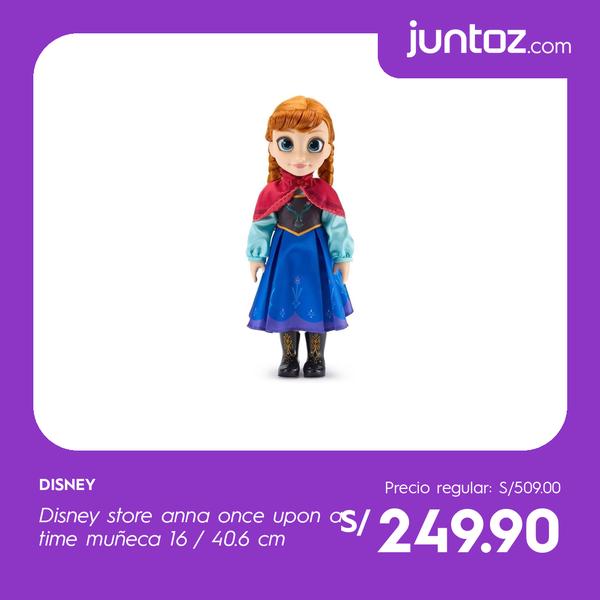 juntoz.com
DISNEY
Disney store anna once upon a
time muñeca 16 / 40.6 cm
Precio regular: S/509.00
S/ 249.90